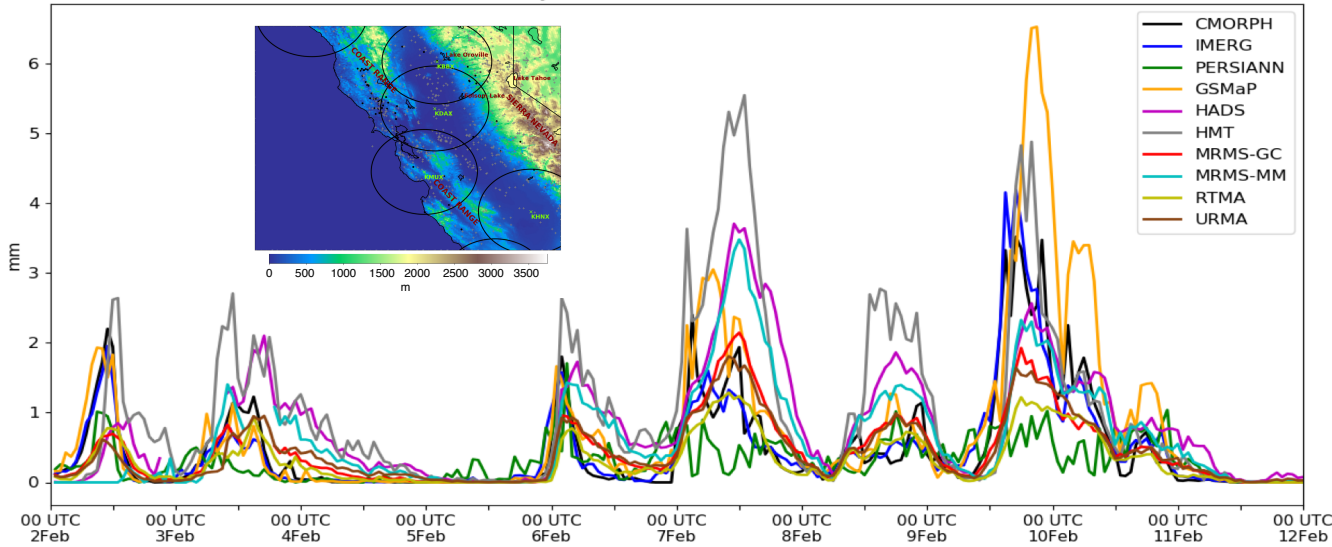 CMORPH
IMERG
PERSIANN
GSMaP
HADS
HMT
MRMS-GC
MRMS-MM
RTMA
URMA
mm
6
5
4
3
2
1
0
COAST RANGE
KBBX
Lake Oroville
Lake Tahoe
SIERRA NEVADA
KDAX
KMUX
COAST RANGE
KHNX
0 500 1000 1500 2000 2500 3000 3500
m
00 UTC 00 UTC 00 UTC 00 UTC 00 UTC 00 UTC 00 UTC 00 UTC 00 UTC 00 UTC 00 UTC
2Feb 3Feb 4Feb 5Feb 6Feb 7Feb 8Feb 9Feb 10Feb 11Feb 12Feb